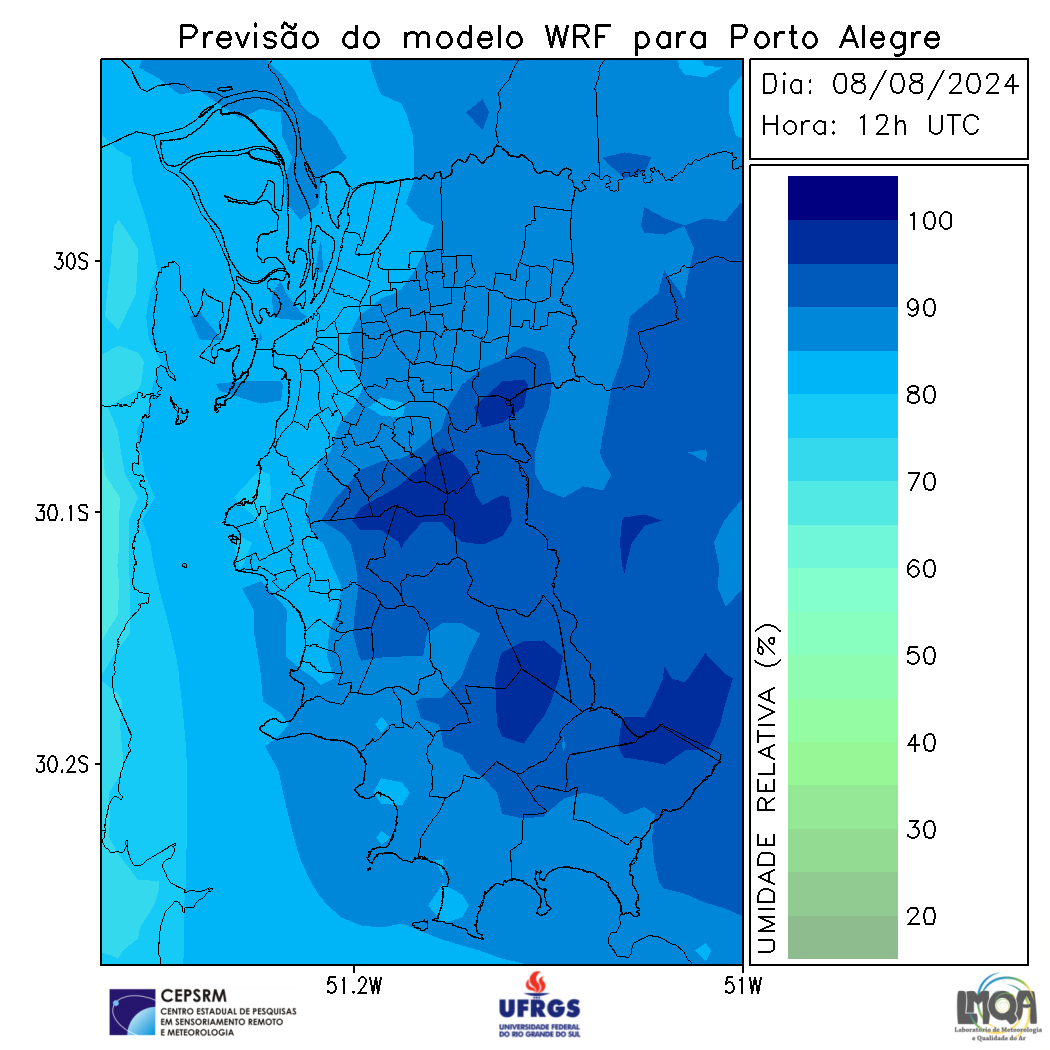 Previsão do modelo WRF para Porto Alegre
Dia: 08/08/2024
Hora: 12h UTC
30S
30.1S
30.2S
51.2W
51W
100
90
80
70
60
50
40
30
20
UMIDADE RELATIVA (%)
CEPSRM
CENTRO ESTADUAL DE PESQUISAS
EM SENSORIAMENTO REMOTO
E METEOROLOGIA
UFRGS
UNIVERSIDADE FEDERAL
DO RIO GRANDE DO SUL
LMQA
Laboratório de Meteorologia
e Qualidade do Ar